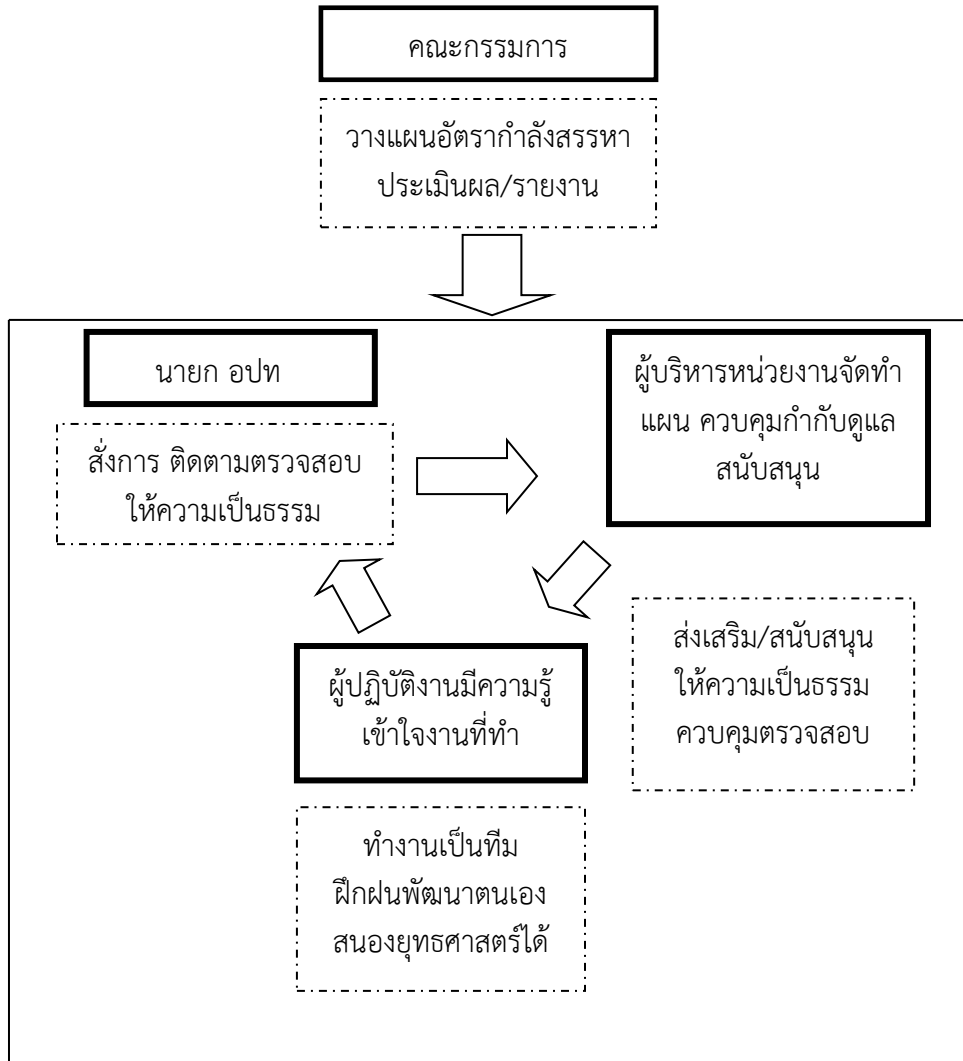 คณะกรรมการ
วางแผนอัตรากำลังสรรหา
ประเมินผล/รายงาน
นายก อปท
สั่งการ ติดตามตรวจสอบ
ให้ความเป็นธรรม
ผู้บริหารหน่วยงานจัดทำ
แผน ควบคุมกำกับดูแล
สนับสนุน
ส่งเสริม/สนับสนุน
ให้ความเป็นธรรม
ควบคุมตรวจสอบ
ผู้ปฏิบัติงานมีความรู้
เข้าใจงานที่ทำ
ทำงานเป็นทีม
ฝึกฝนพัฒนาตนเอง
สนองยุทธศาสตร์ได้